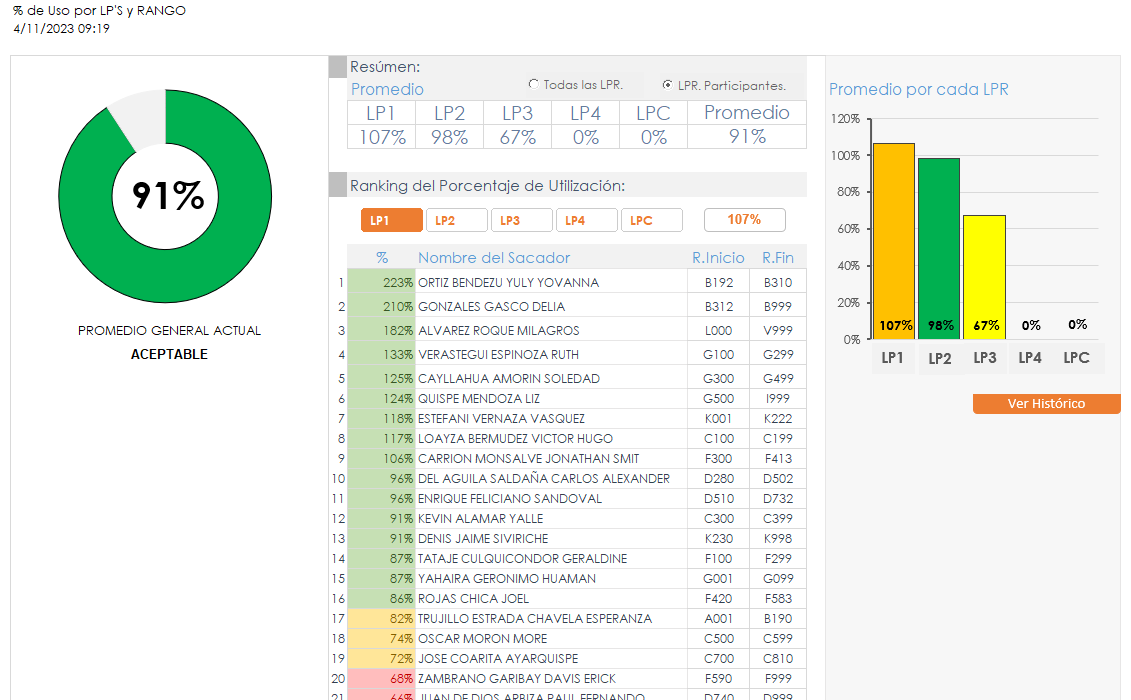 % de Uso por LP'S y RANGO
4/11/2023 09:19
91%
PROMEDIO GENERAL ACTUAL
ACEPTABLE
Resúmen:
Promedio
Todas las LPR.
LPR. Participantes.
LP1 LP2 LP3 LP4 LPC Promedio
107% 98% 67% 0% 0% 91%
Ranking del Porcentaje de Utilización:
LP1 LP2 LP3 LP4 LPC 107%
% Nombre del Sacador R.Inicio R.Fin
1 223% ORTIZ BENDEZU YULY YOVANNA B192 B310
2 210% GONZALES GASCO DELIA B312 B999
3 182% ALVAREZ ROQUE MILAGROS L000 V999
4 133% VERASTEGUI ESPINOZA RUTH G100 G299
5 125% CAYLLAHUA AMORIN SOLEDAD G300 G499
6 124% QUISPE MENDOZA LIZ G500 I999
7 118% ESTEFANI VERNAZA VASQUEZ K001 K222
8 117% LOAYZA BERMUDEZ VICTOR HUGO C100 C199
9 106% CARRION MONSALVE JONATHAN SMIT F300 F413
10 96% DEL AGUILA SALDAÑA CARLOS ALEXANDER D280 D502
11 96% ENRIQUE FELICIANO SANDOVAL D510 D732
12 91% KEVIN ALAMAR YALLE C300 C399
13 91% DENIS JAIME SIVIRICHE K230 K998
14 87% TATAJE CULQUICONDOR GERALDINE F100 F299
15 87% YAHAIRA GERONIMO HUAMAN G001 G099
16 86% ROJAS CHICA JOEL F420 F583
17 82% TRUJILLO ESTRADA CHAVELA ESPERANZA A001 B190
18 74% OSCAR MORON MORE C500 C599
19 72% JOSE COARITA AYARQUISPE C700 C810
20 68% ZAMBRANO GARIBAY DAVIS ERICK F590 F999
21 66% JUAN DE DIOS ARBIZA PAUL FERNANDO D740 D999
Promedio por cada LPR
120%
100%
80%
60%
40%
20%
0%
107% 98% 67% 0% 0%
LP1 LP2 LP3 LP4 LPC
Ver Histórico